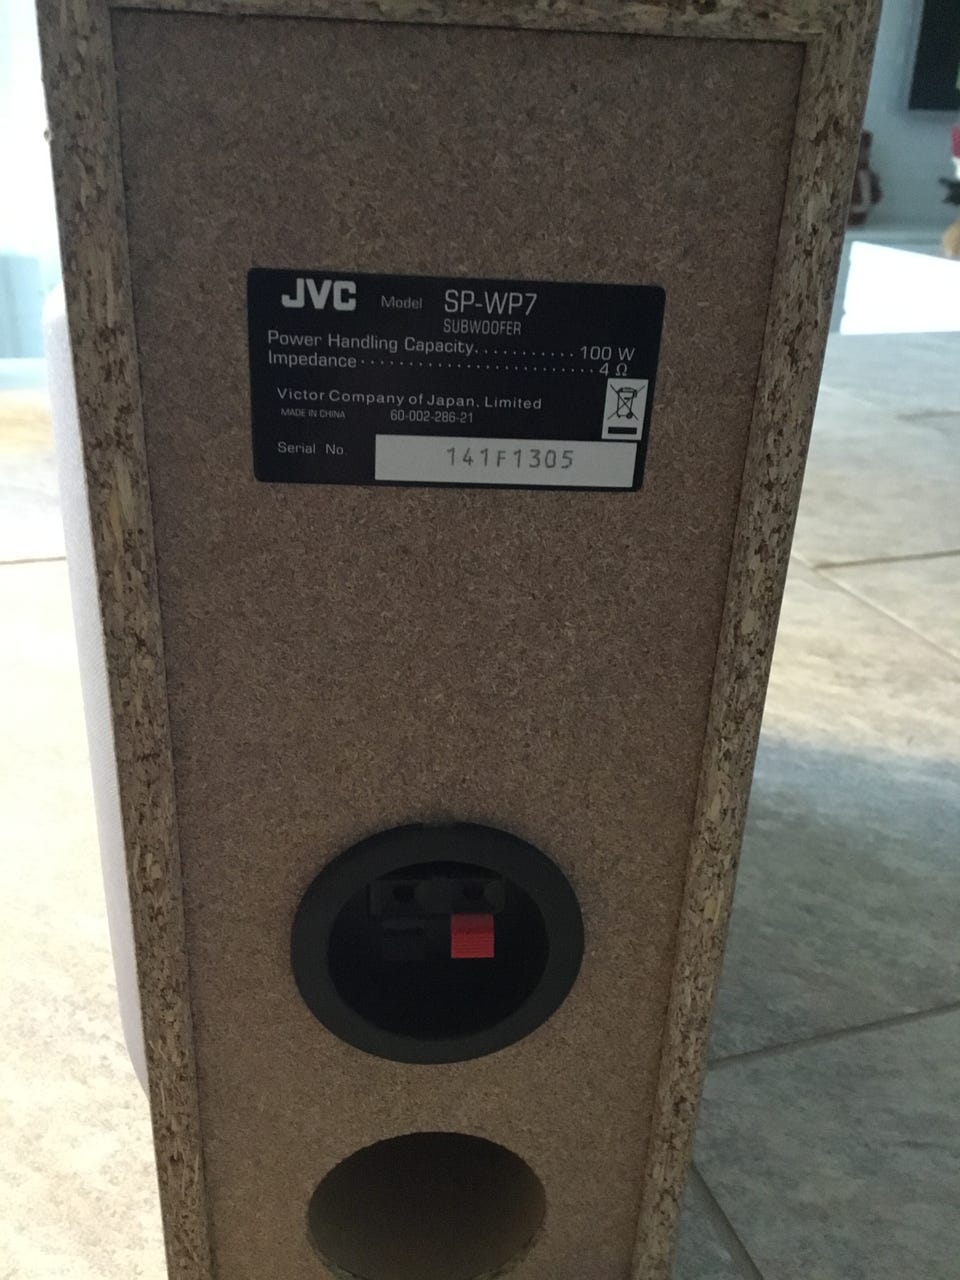 JVC Model SP-WP7
SUBWOOFER
Power Handling Capacity........... 100 W
Impedance.......................... 4 Ω
Victor Company of Japan, Limited
MADE IN CHINA 60-002-286-21
Serial No. 141F1305